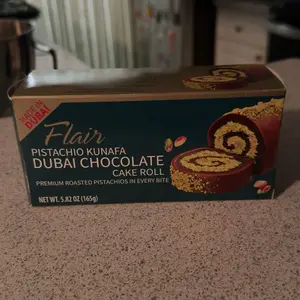 MADE IN
DUBAI
Flair
PISTACHIO KUNAFA
DUBAI CHOCOLATE
CAKE ROLL
PREMIUM ROASTED PISTACHIOS IN EVERY BITE
NET WT. 5.82 OZ (165g)